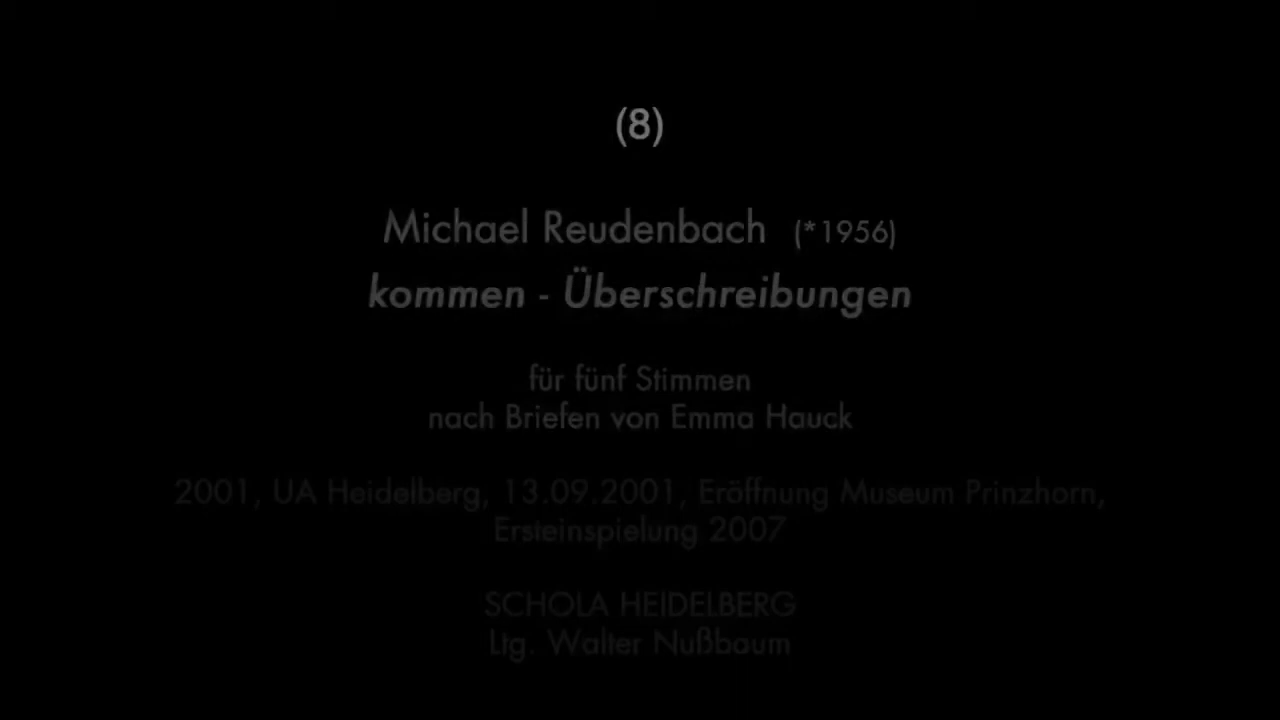 (8)
Michael Reudenbach (*1956)
kommen - Überschreibungen
für fünf Stimmen
nach Briefen von Emma Hauck
2001, UA Heidelberg, 13.09.2001, Eröffnung Museum Prinzhorn,
Ersteinspielung 2007
SCHOLA HEIDELBERG
Ltg. Walter Nußbaum